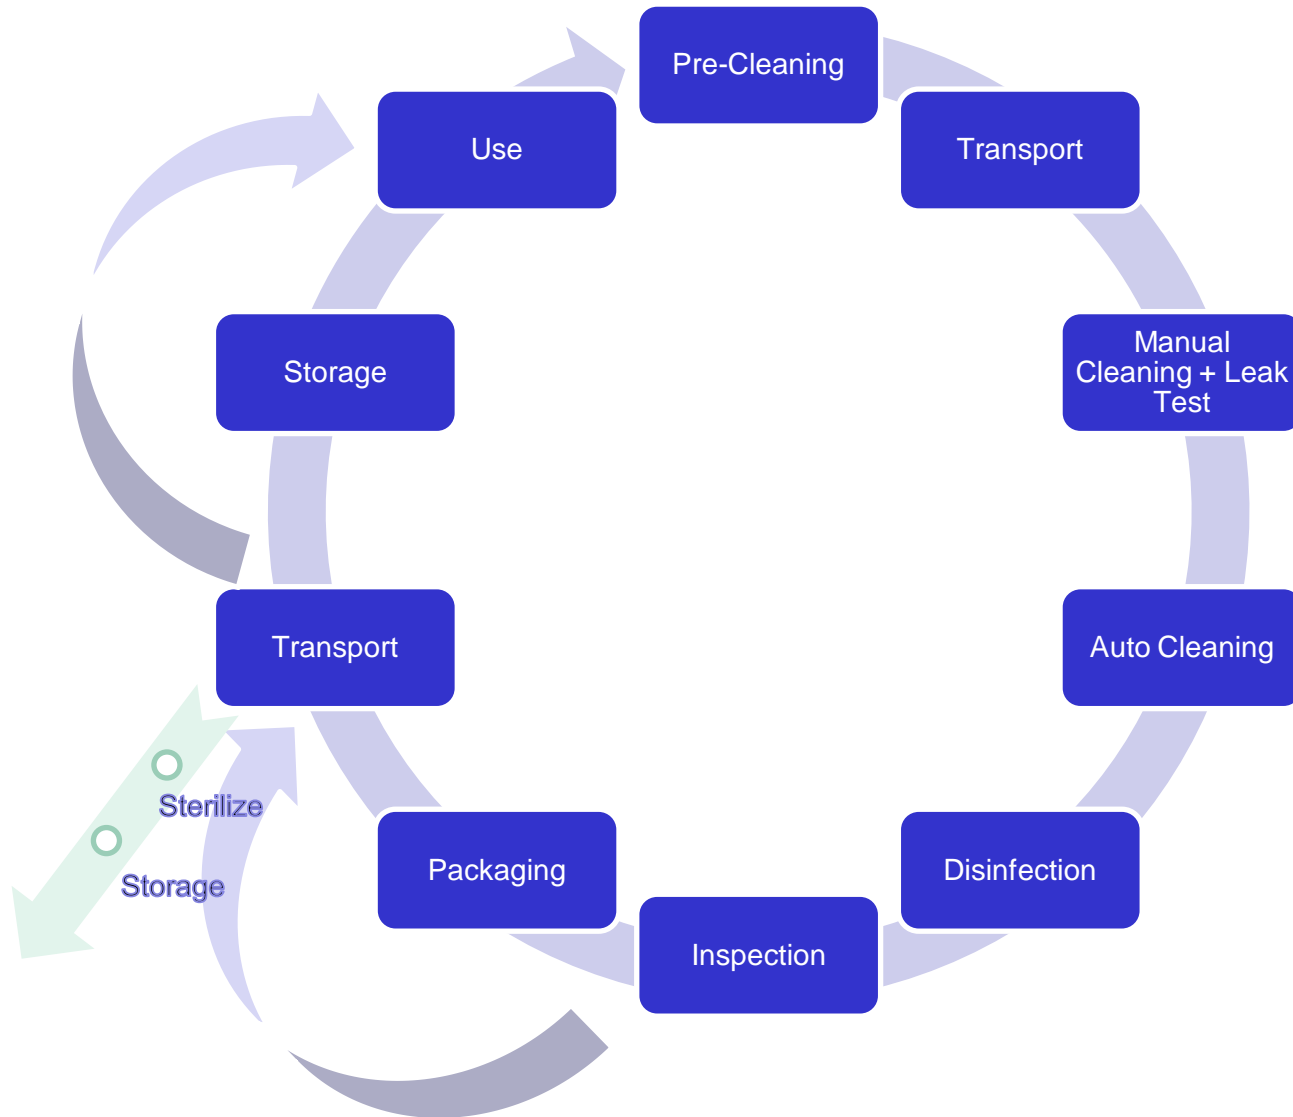 Pre-Cleaning
Use
Transport
Manual
Cleaning + Leak
Test
Storage
Auto Cleaning
Transport
Sterilize
Storage
Packaging
Disinfection
Inspection